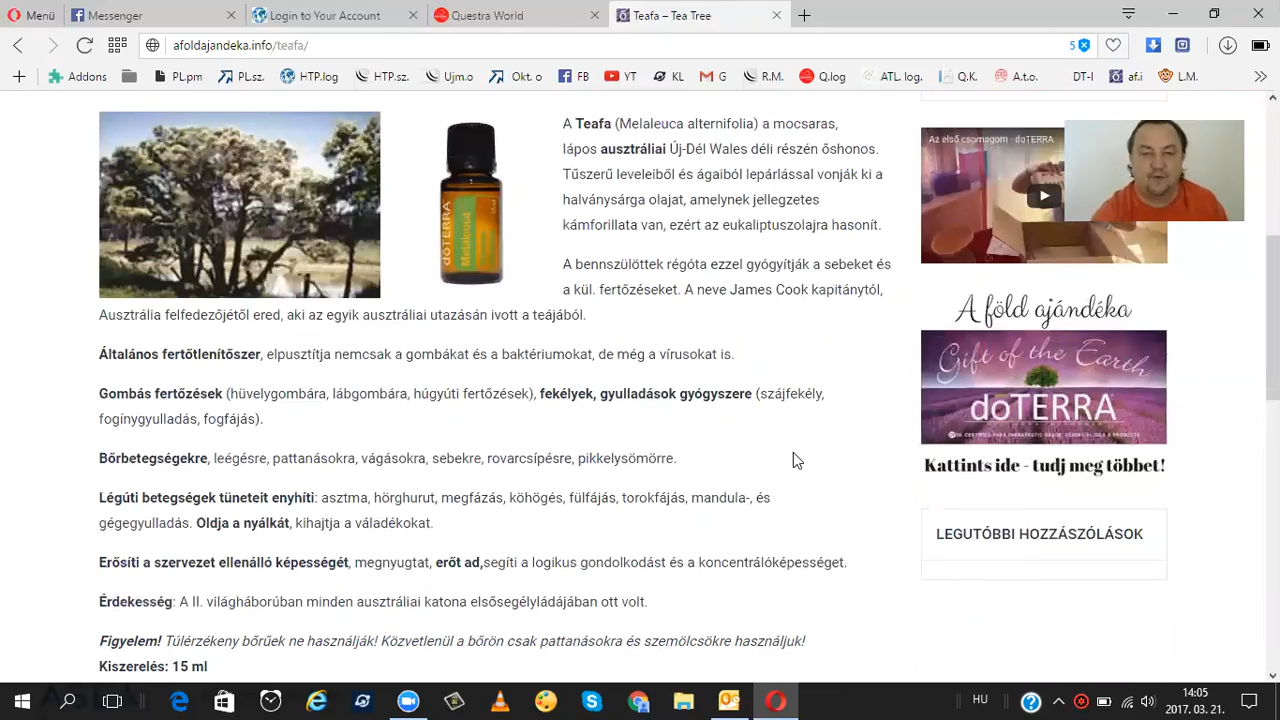 Menü
Messenger
Login to Your Account
Questra World
Teafa – Tea Tree
afoldajandeka.info/teafa/
5
Addons
PL.pm
PL.sz.
HTP.log
HTP.sz.
Ujm.o
Okt. o
FB
YT
KL
G
R.M.
Q.log
ATL. log.
Q.K.
A.t.o.
DT-I
af.i
L.M.
A Teafa (Melaleuca alternifolia) a mocsaras,
lápos ausztráliai Új-Dél Wales déli részén őshonos.
Tűszerű leveleiből és ágaiból lepárlással vonják ki a
halványsárga olajat, amelynek jellegzetes
kámforillata van, ezért az eukaliptuszolajra hasonít.
A bennszülöttek régóta ezzel gyógyítják a sebeket és
a kül. fertőzéseket. A neve James Cook kapitánytól,
Ausztrália felfedezőjétől ered, aki az egyik ausztráliai utazásán ivott a teájából.
Általános fertőtlenítőszer, elpusztítja nemcsak a gombákat és a baktériumokat, de még a vírusokat is.
Gombás fertőzések (hüvelygombára, lábgombára, húgyúti fertőzések), fekélyek, gyulladások gyógyszere (szájfekély,
fogínygyulladás, fogfájás).
Bőrbetegségekre, leégésre, pattanásokra, vágásokra, sebekre, rovarcsípésre, pikkelysömörre.
Légúti betegségek tüneteit enyhíti: asztma, hörghurut, megfázás, köhögés, fülfájás, torokfájás, mandula-, és
gégegyulladás. Oldja a nyálkát, kihajtja a váladékokat.
Erősíti a szervezet ellenálló képességét, megnyugtat, erőt ad,segíti a logikus gondolkodást és a koncentrálóképességet.
Érdekesség: A II. világháborúban minden ausztráliai katona elsősegélyládájában ott volt.
Figyelem! Túlérzékeny bőrűek ne használják! Közvetlenül a bőrön csak pattanásokra és szemölcsökre használjuk!
Kiszerelés: 15 ml
dōTERRA
Melaleuca
Az első csomagom - doTERRA
A föld ajándéka
Gift of the Earth
dōTERRA
Kattints ide - tudj meg többet!
LEGUTÓBBI HOZZÁSZÓLÁSOK
HU
14:05
2017. 03. 21.